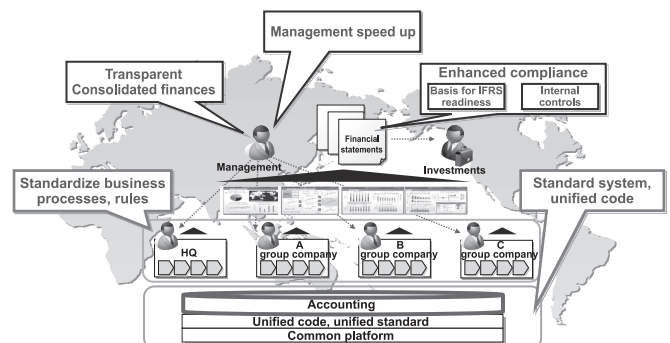 Management speed up
Transparent
Consolidated finances
Enhanced compliance
Basis for IFRS
readiness
Internal
controls
Financial
statements
Management
Investments
Standardize business
processes, rules
Standard system,
unified code
HQ
A
group company
B
group company
C
group company
Accounting
Unified code, unified standard
Common platform